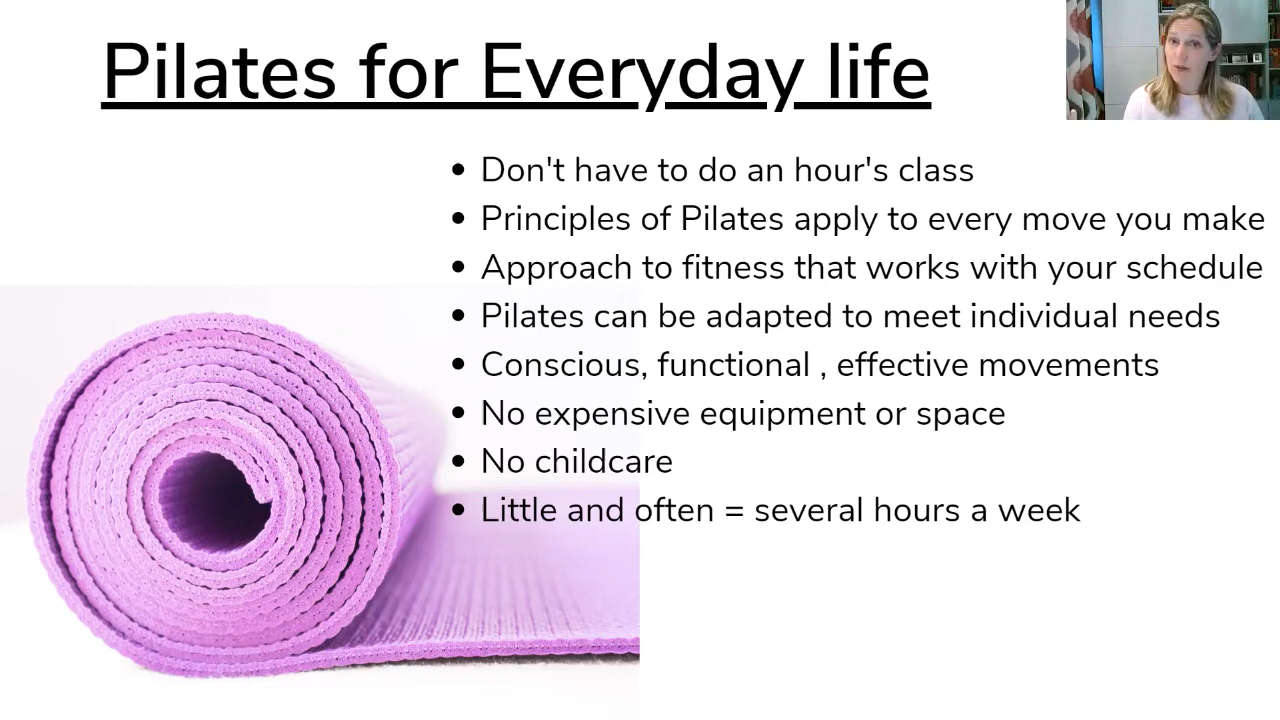 Pilates for Everyday life
Don't have to do an hour's class
Principles of Pilates apply to every move you make
Approach to fitness that works with your schedule
Pilates can be adapted to meet individual needs
Conscious, functional , effective movements
No expensive equipment or space
No childcare
Little and often = several hours a week